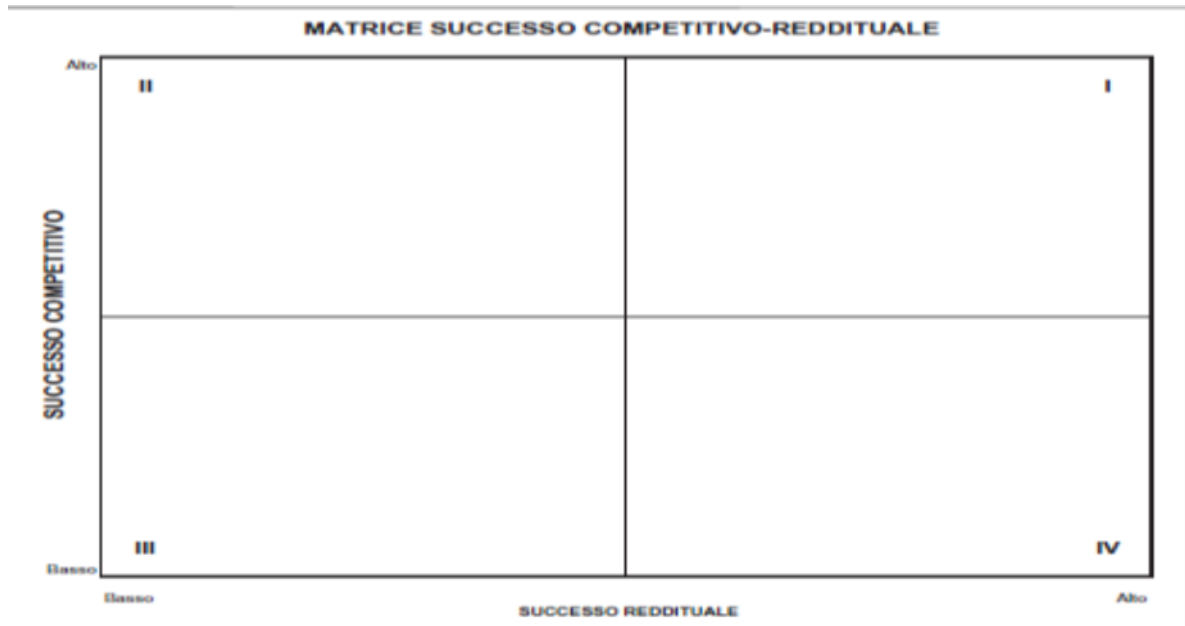 MATRICE SUCCESSO COMPETITIVO-REDDITUALE
Alto
II
I
SUCCESSO COMPETITIVO
III
IV
Basso
Basso
Alto
SUCCESSO REDDITUALE